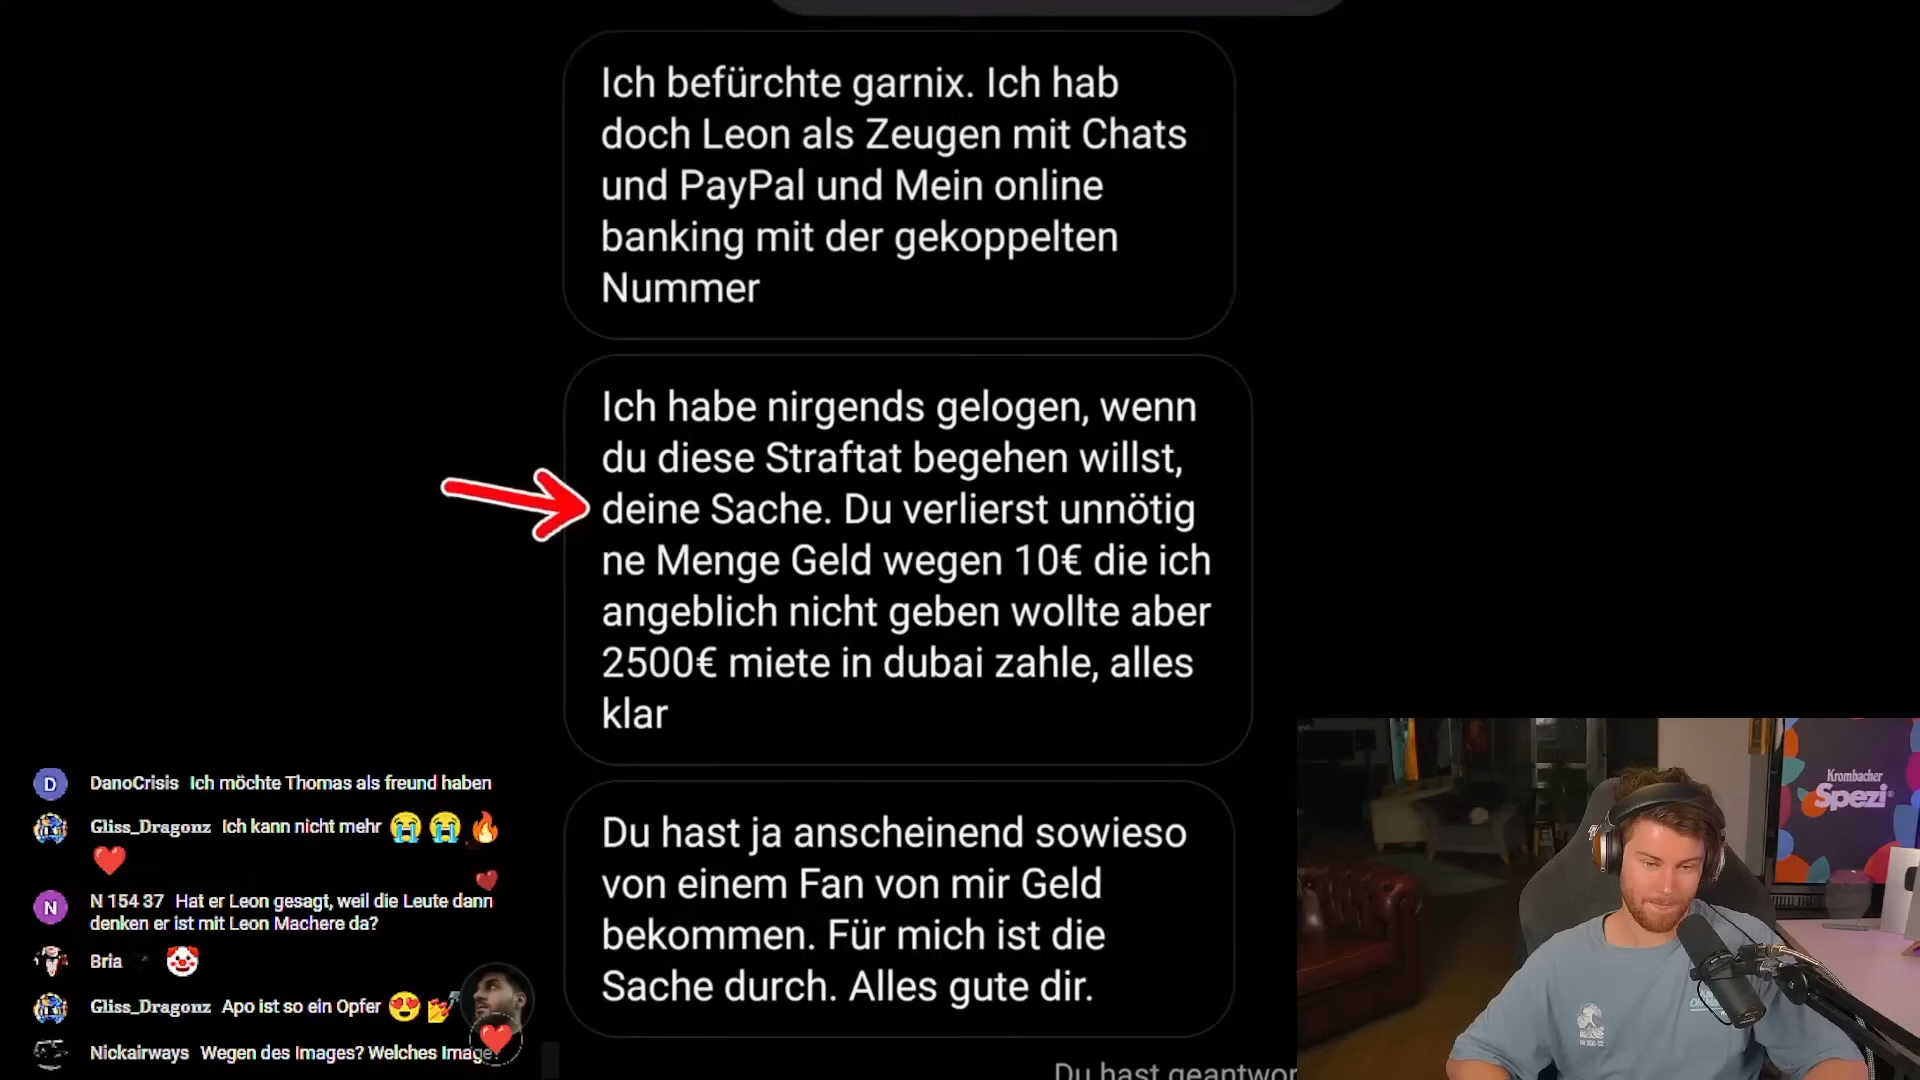 Ich befürchte garnix. Ich hab
doch Leon als Zeugen mit Chats
und PayPal und Mein online
banking mit der gekoppelten
Nummer
Ich habe nirgends gelogen, wenn
du diese Straftat begehen willst,
deine Sache. Du verlierst unnötig
ne Menge Geld wegen 10€ die ich
angeblich nicht geben wollte aber
2500€ miete in dubai zahle, alles
klar
Du hast ja anscheinend sowieso
von einem Fan von mir Geld
bekommen. Für mich ist die
Sache durch. Alles gute dir.
Du hast geantwor
D DanoCrisis Ich möchte Thomas als freund haben
Gliss_Dragonz Ich kann nicht mehr 😭 😭 🔥
❤️
N N 154 37 Hat er Leon gesagt, weil die Leute dann
denken er ist mit Leon Machere da?
Bria 🤡
Gliss_Dragonz Apo ist so ein Opfer 😍 💅
Nickairways Wegen des Images? Welches Image?
Krombacher
Spezi